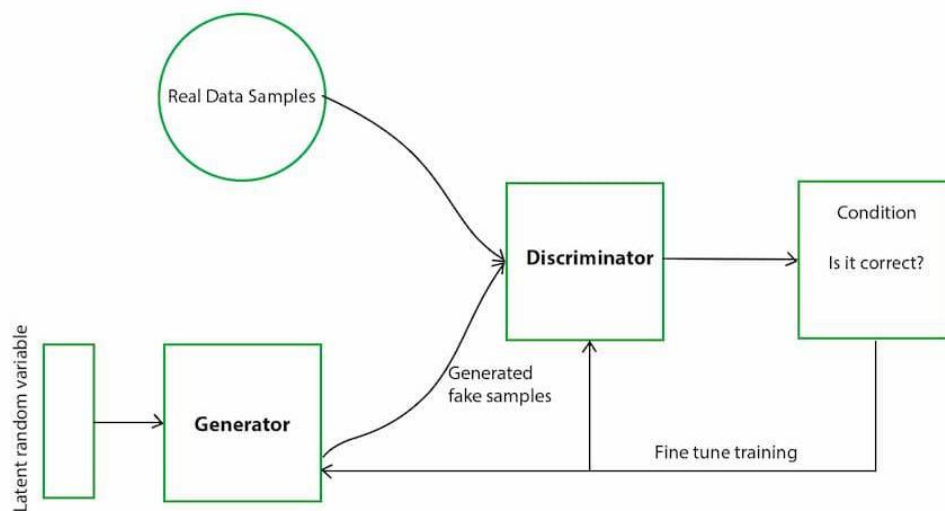 Real Data Samples
Discriminator
Condition
Is it correct?
Latent random variable
Generator
Generated
fake samples
Fine tune training